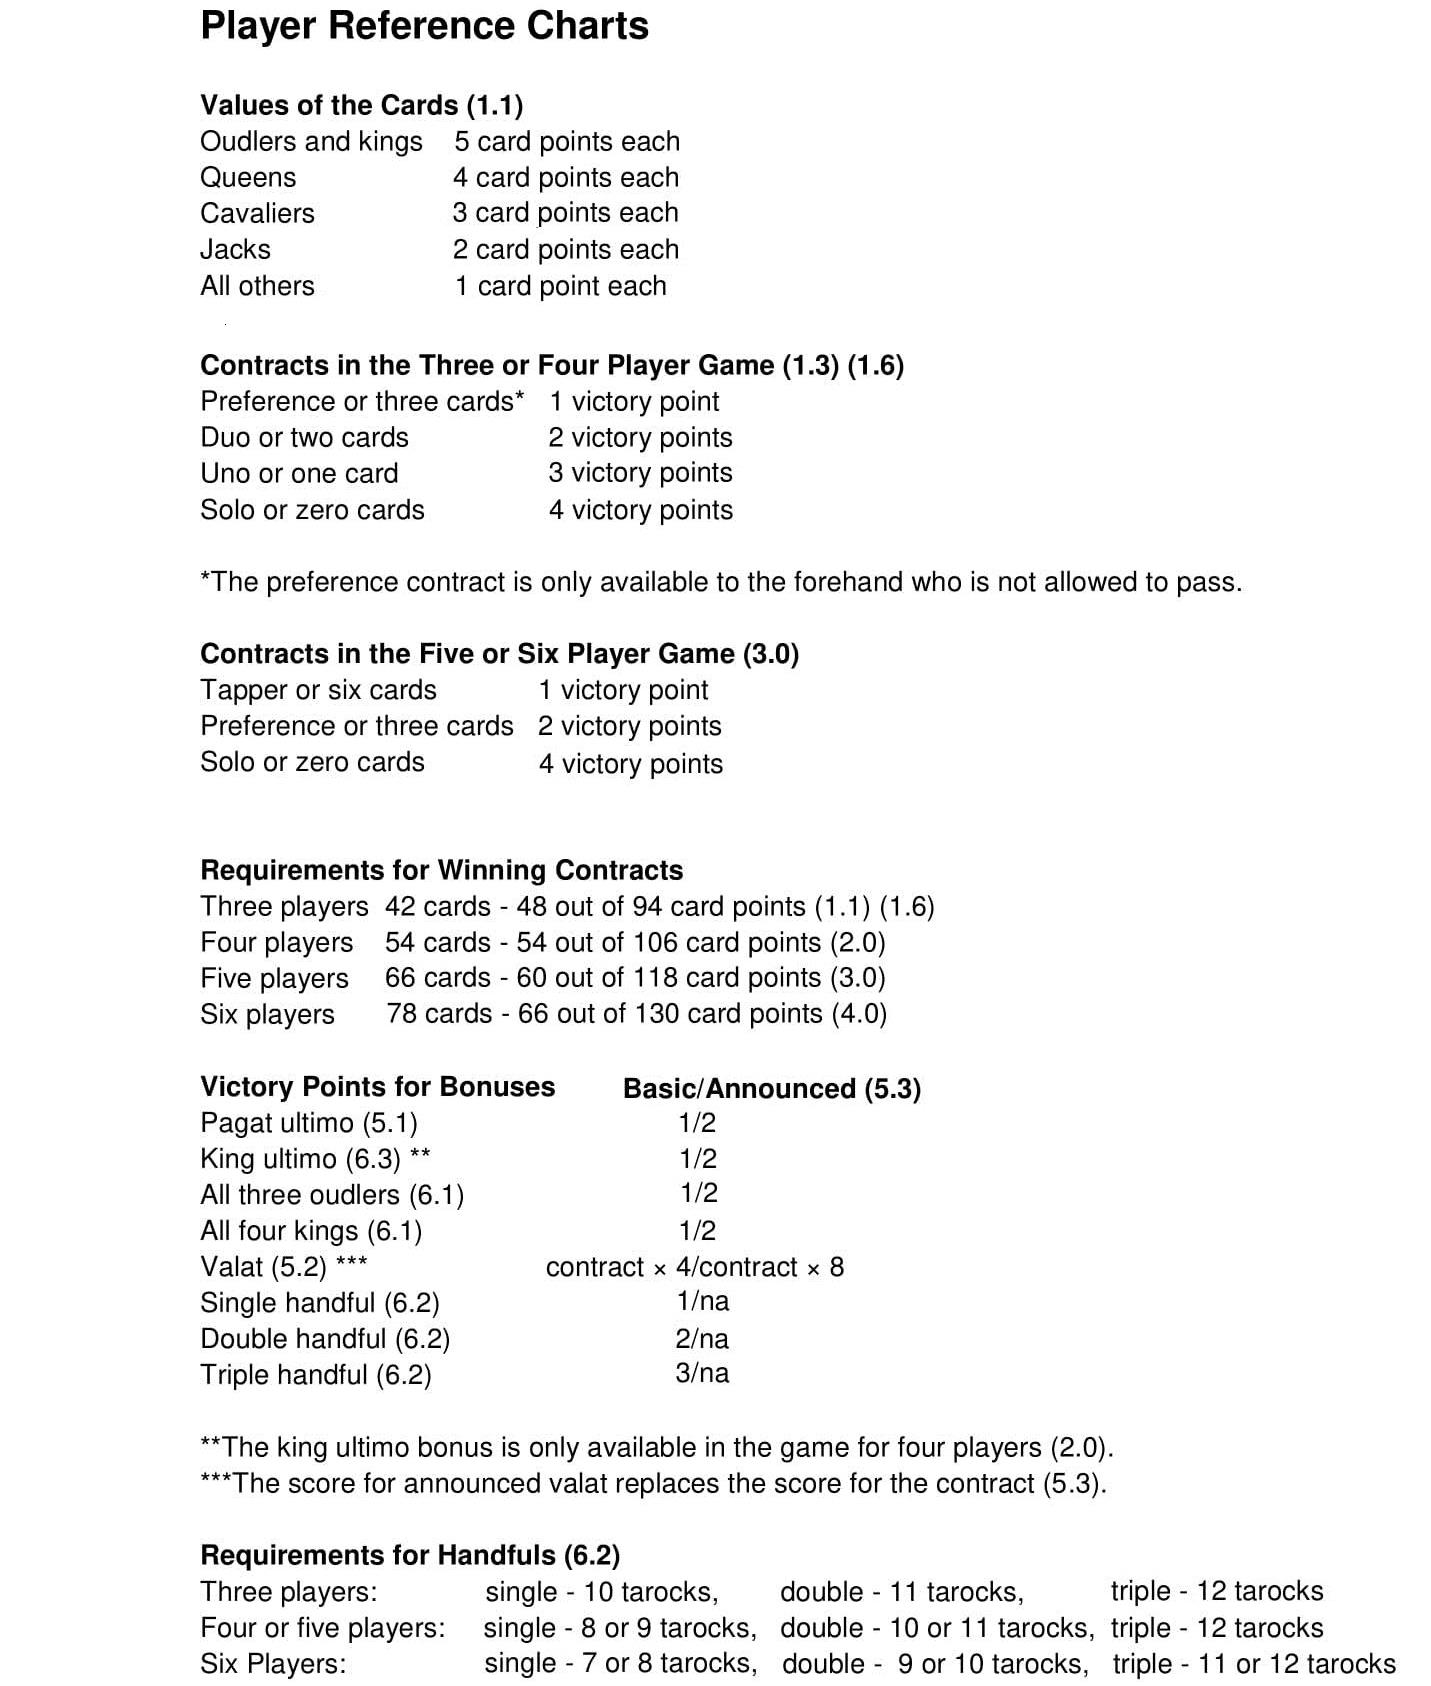 Player Reference Charts
Values of the Cards (1.1)
Oudlers and kings 5 card points each
Queens 4 card points each
Cavaliers 3 card points each
Jacks 2 card points each
All others 1 card point each
Contracts in the Three or Four Player Game (1.3) (1.6)
Preference or three cards* 1 victory point
Duo or two cards 2 victory points
Uno or one card 3 victory points
Solo or zero cards 4 victory points
*The preference contract is only available to the forehand who is not allowed to pass.
Contracts in the Five or Six Player Game (3.0)
Tapper or six cards 1 victory point
Preference or three cards 2 victory points
Solo or zero cards 4 victory points
Requirements for Winning Contracts
Three players 42 cards - 48 out of 94 card points (1.1) (1.6)
Four players 54 cards - 54 out of 106 card points (2.0)
Five players 66 cards - 60 out of 118 card points (3.0)
Six players 78 cards - 66 out of 130 card points (4.0)
Victory Points for Bonuses Basic/Announced (5.3)
Pagat ultimo (5.1) 1/2
King ultimo (6.3) ** 1/2
All three oudlers (6.1) 1/2
All four kings (6.1) 1/2
Valat (5.2) *** contract × 4/contract × 8
Single handful (6.2) 1/na
Double handful (6.2) 2/na
Triple handful (6.2) 3/na
**The king ultimo bonus is only available in the game for four players (2.0).
***The score for announced valat replaces the score for the contract (5.3).
Requirements for Handfuls (6.2)
Three players: single - 10 tarocks, double - 11 tarocks, triple - 12 tarocks
Four or five players: single - 8 or 9 tarocks, double - 10 or 11 tarocks, triple - 12 tarocks
Six Players: single - 7 or 8 tarocks, double - 9 or 10 tarocks, triple - 11 or 12 tarocks